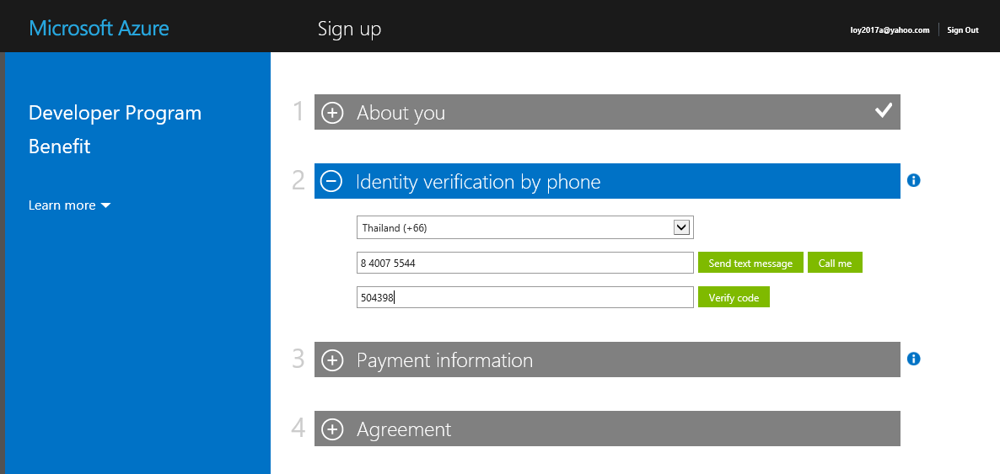 Microsoft Azure
Sign up
loy2017a@yahoo.com
Sign Out
Developer Program
Benefit
Learn more
1
About you
2
Identity verification by phone
Thailand (+66)
8 4007 5544
Send text message
Call me
504398
Verify code
3
Payment information
4
Agreement